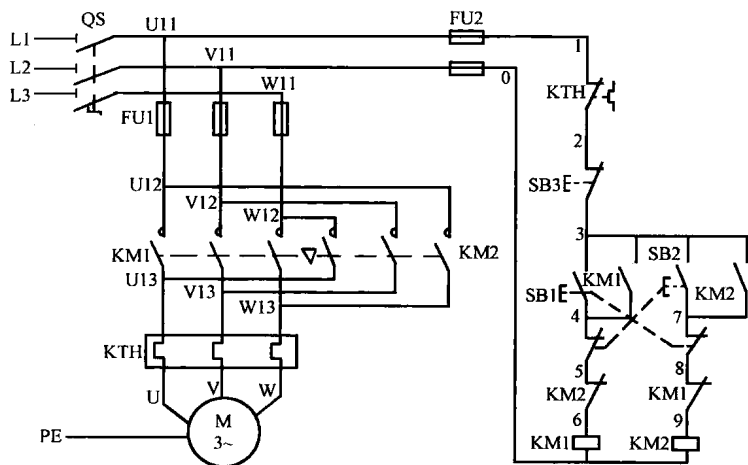 QS
U11
FU2
L1
1
V11
L2
0
W11
L3
KTH
FU1
2
U12
SB3
V12
W12
3
KM1
KM2
SB2
U13
KM1
KM2
V13
SB1
W13
4
7
KTH
5
8
U
V
W
KM2
KM1
M
3~
6
9
PE
KM1
KM2